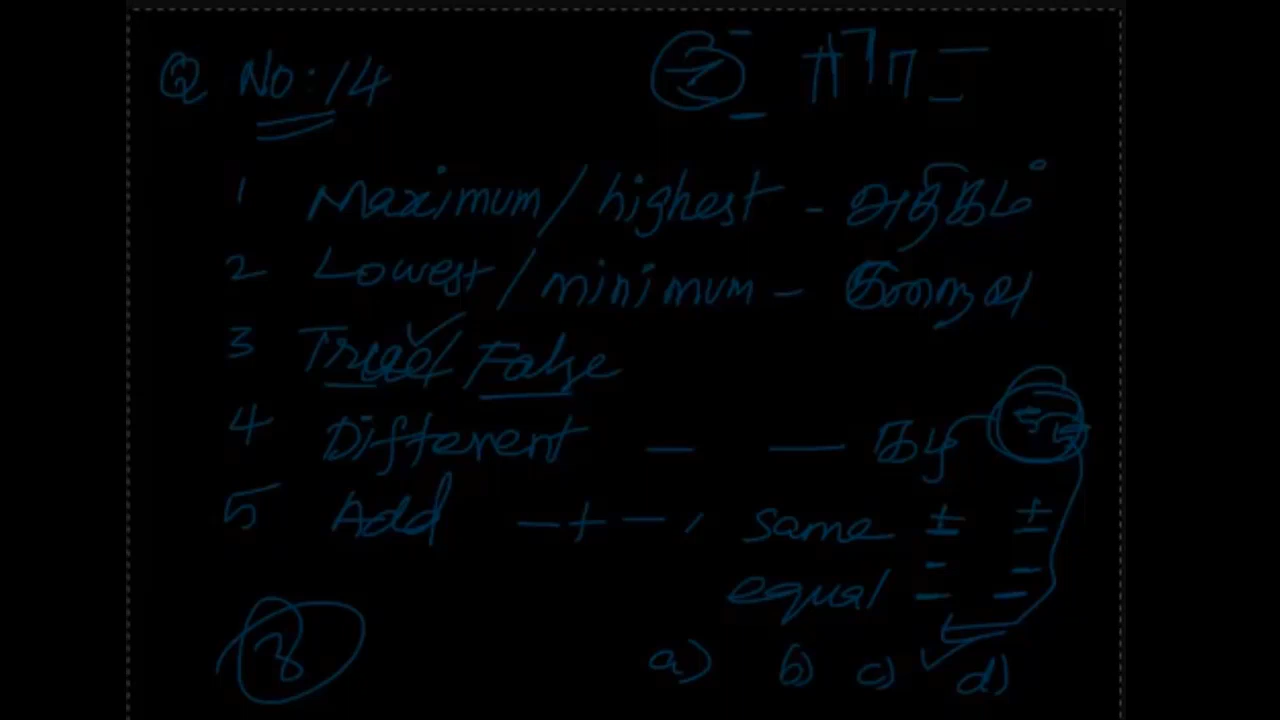 Q No: 14
1 Maximum / highest - அதிகம்
2 Lowest / minimum -
3 True / False
4 Different — —
5 Add — + — , same
equal = =
3
a) b) c) d)